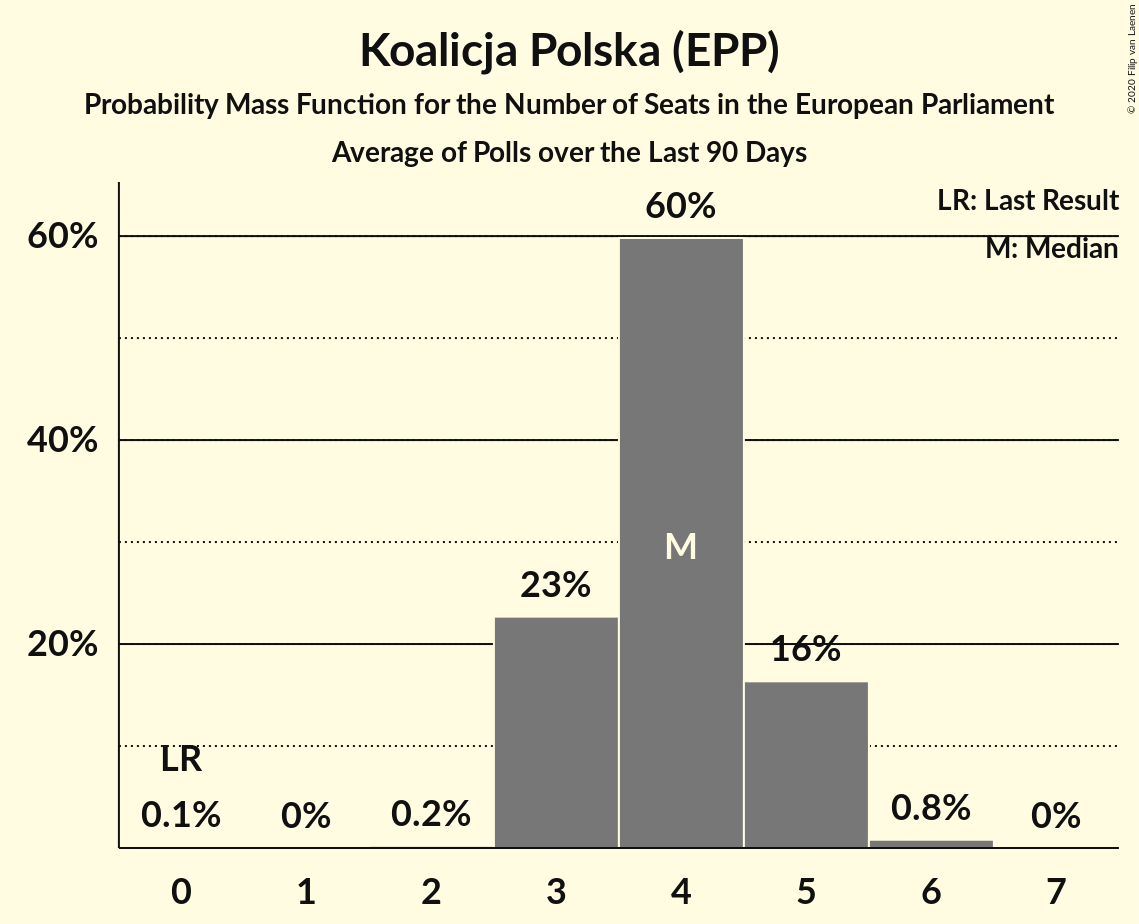 Koalicja Polska (EPP)
Probability Mass Function for the Number of Seats in the European Parliament
Average of Polls over the Last 90 Days
© 2020 Filip van Laenen
LR: Last Result
M: Median
60%
40%
20%
60%
M
23%
16%
LR
0.1%
0%
0.2%
0.8%
0%
0 1 2 3 4 5 6 7